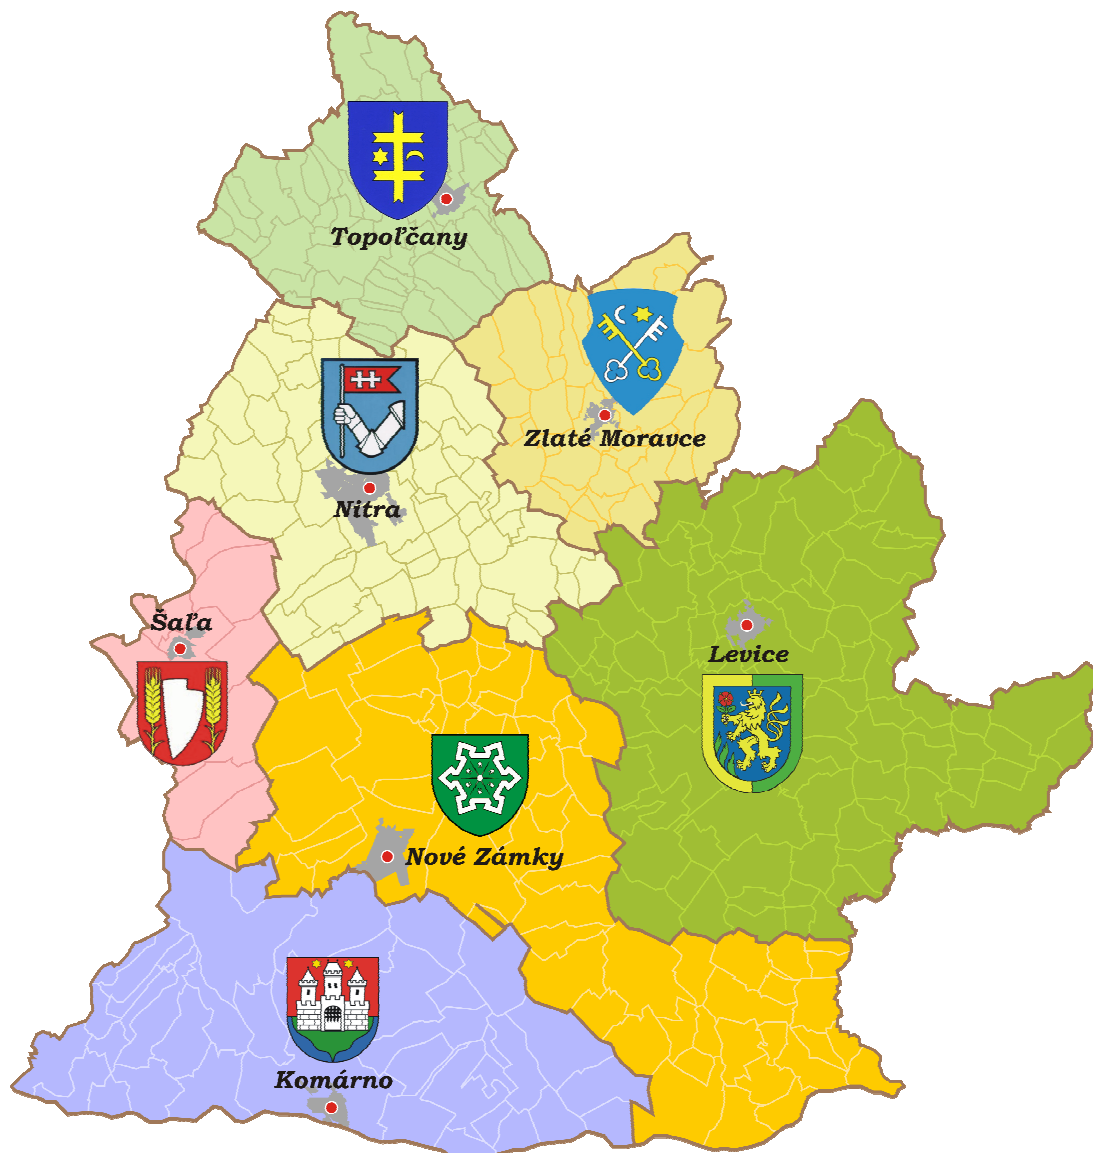 Topoľčany
Zlaté Moravce
Nitra
Šaľa
Levice
Nové Zámky
Komárno